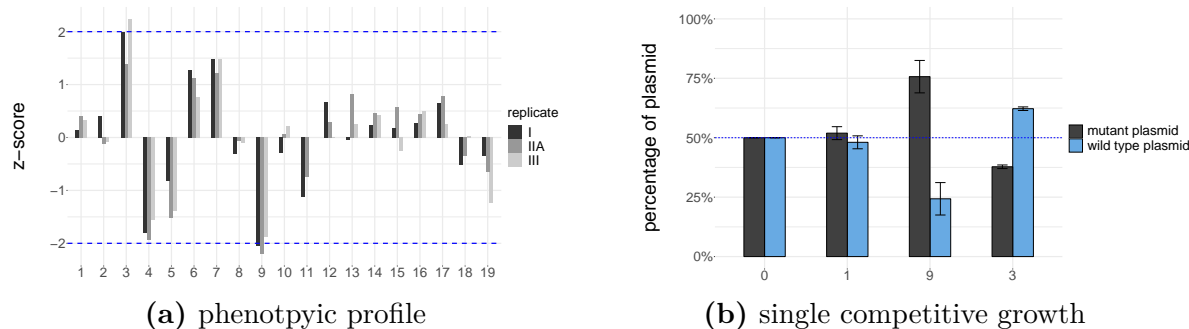 z-score
2
1
0
−1
−2
1 2 3 4 5 6 7 8 9 10 11 12 13 14 15 16 17 18 19
replicate
I
IIA
III
(a) phenotpyic profile
percentage of plasmid
100%
75%
50%
25%
0%
0 1 9 3
mutant plasmid
wild type plasmid
(b) single competitive growth